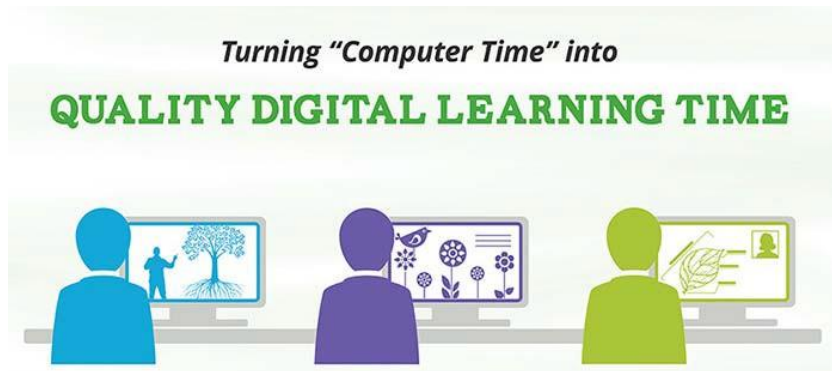 Turning “Computer Time” into
QUALITY DIGITAL LEARNING TIME